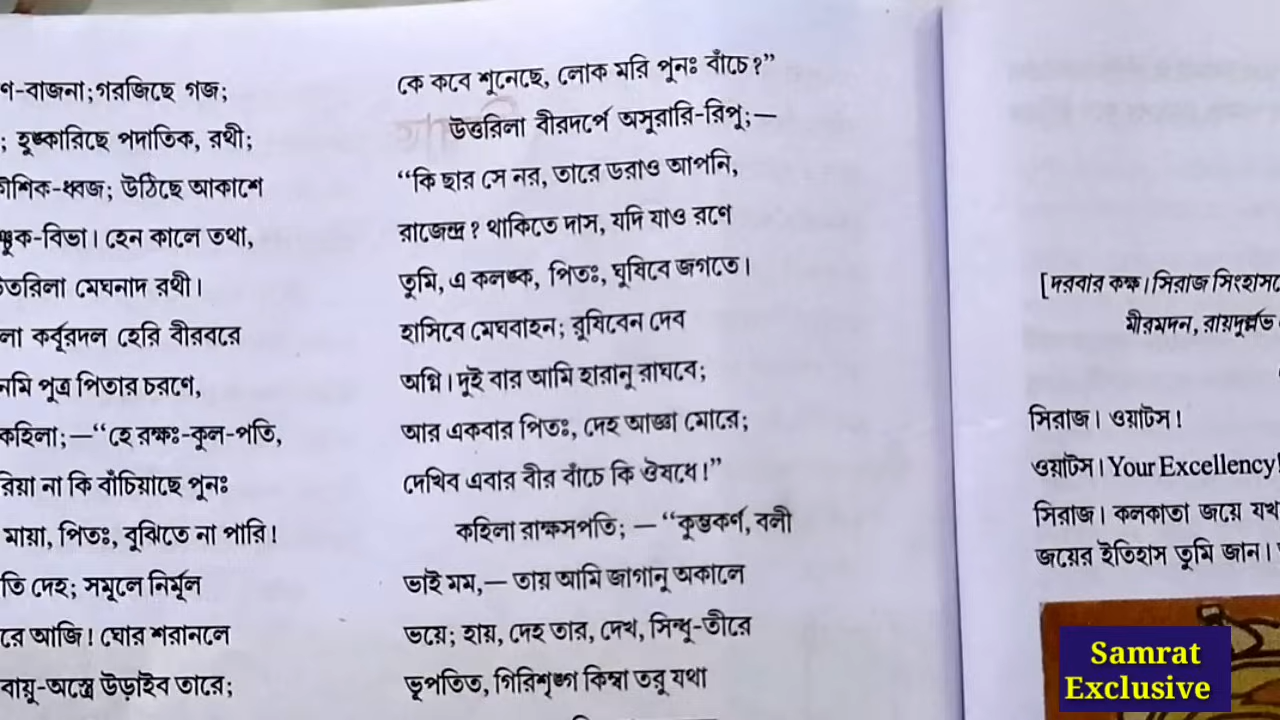 ণ-বাজনা; গরজিছে গজ;
; হুঙ্কারিছে পদাতিক, রথী;
শিক-ধ্বজ; উঠিছে আকাশে
ঞ্চুক-বিভা। হেন কালে তথা,
উতরিলা মেঘনাদ রথী।
লা কর্বূরদল হেরি বীরবরে
নমি পুত্র পিতার চরণে,
কহিলা;—“হে রক্ষঃ-কুল-পতি,
রিয়া না কি বাঁচিয়াছে পুনঃ
মায়া, পিতঃ, বুঝিতে না পারি!
তি দেহ; সমূলে নির্মূল
রে আজি! ঘোর শরানলে
বায়ু-অস্ত্রে উড়াইব তারে;
কে কবে শুনেছে, লোক মরি পুনঃ বাঁচে?”
উত্তরিলা বীরদর্পে অসুরারি-রিপু;—
“কি ছার সে নর, তারে ডরাও আপনি,
রাজেন্দ্র? থাকিতে দাস, যদি যাও রণে
তুমি, এ কলঙ্ক, পিতঃ, ঘুষিবে জগতে।
হাসিবে মেঘবাহন; রুষিবেন দেব
অগ্নি। দুই বার আমি হারানু রাঘবে;
আর একবার পিতঃ, দেহ আজ্ঞা মোরে;
দেখিব এবার বীর বাঁচে কি ঔষধে!”
কহিলা রাক্ষসপতি; —“কুম্ভকর্ণ, বলী
ভাই মম,— তায় আমি জাগানু অকালে
ভয়ে; হায়, দেহ তার, দেখ, সিন্ধু-তীরে
ভূপতিত, গিরিশৃঙ্গ কিম্বা তরু যথা
[দরবার কক্ষ। সিরাজ সিংহাসনে
মীরমদন, রায়দুর্লভ
সিরাজ। ওয়াটস!
ওয়াটস। Your Excellency!
সিরাজ। কলকাতা জয়ে যখ
জয়ের ইতিহাস তুমি জান।
Samrat
Exclusive